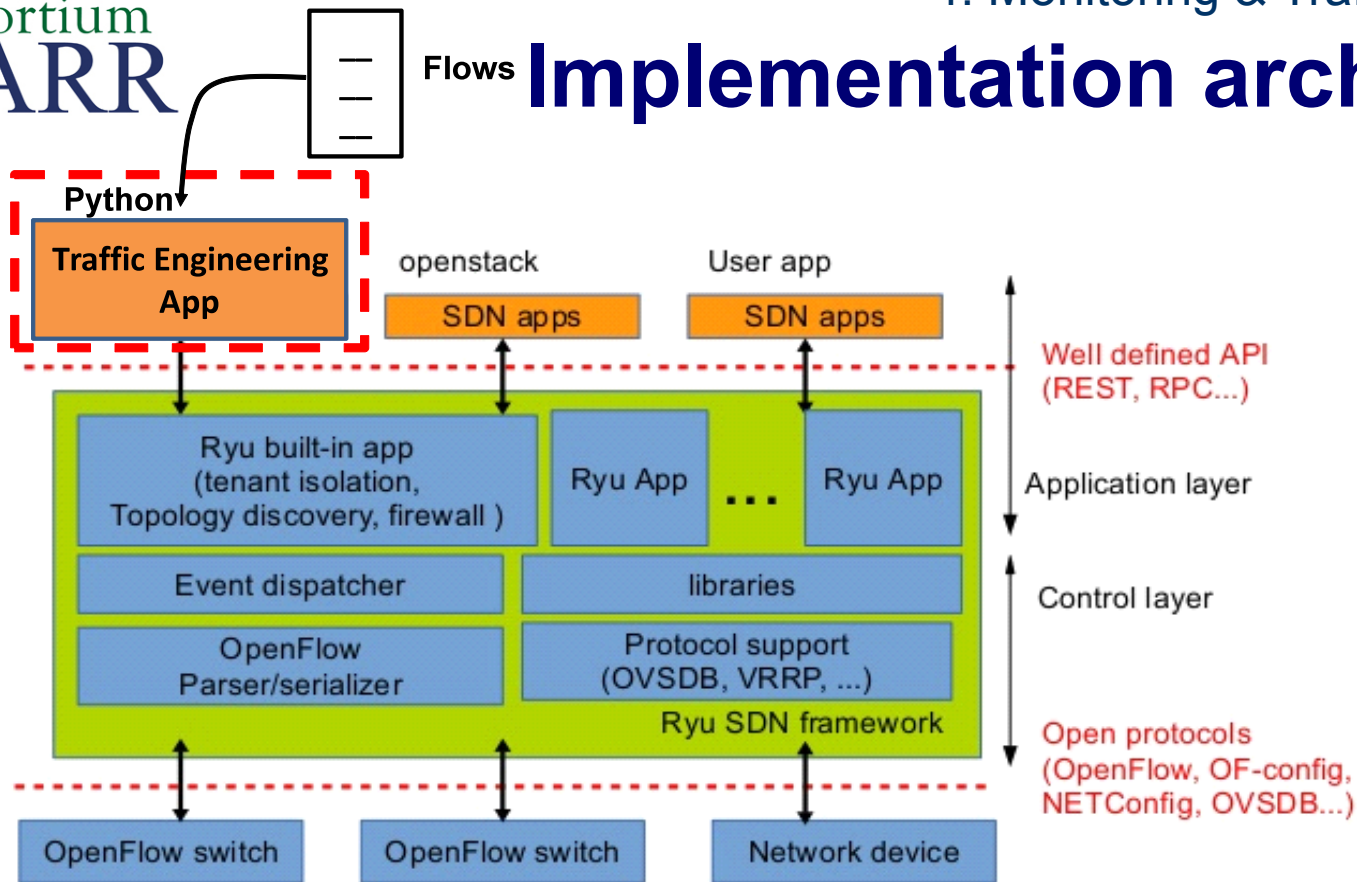 ortium
ARR
Flows
Implementation arch
Python
Traffic Engineering
App
openstack
SDN apps
User app
SDN apps
Well defined API
(REST, RPC...)
Ryu built-in app
(tenant isolation,
Topology discovery, firewall )
Ryu App
...
Ryu App
Application layer
Event dispatcher
libraries
Control layer
OpenFlow
Parser/serializer
Protocol support
(OVSDB, VRRP, ...)
Ryu SDN framework
Open protocols
(OpenFlow, OF-config,
NETConfig, OVSDB...)
OpenFlow switch
OpenFlow switch
Network device